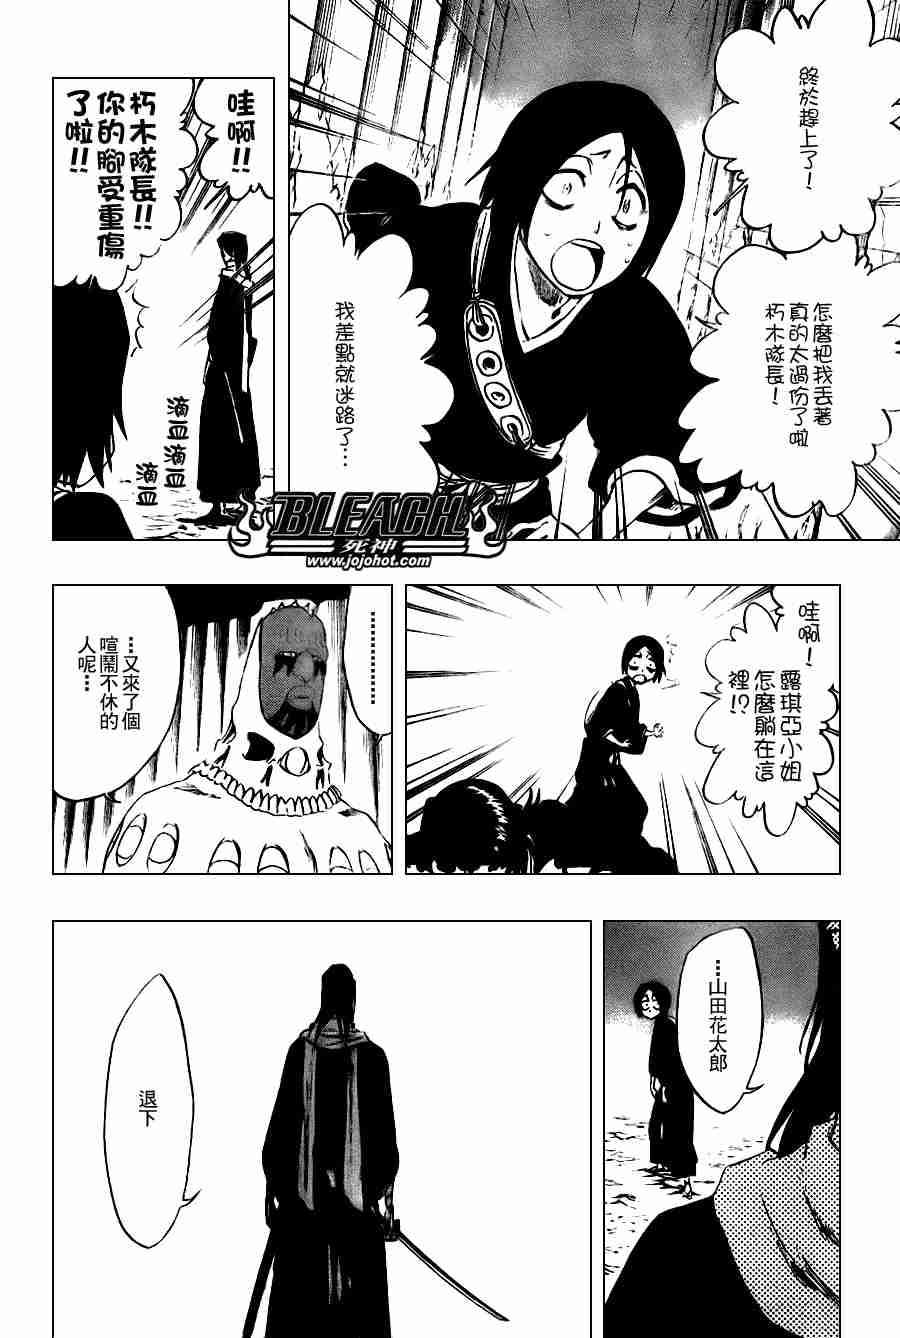 終於趕上了！
怎麼把我丟著
真的太過份了啦
朽木隊長！
我差點就迷路了…
哇啊!!
朽木隊長!!
你的腳受重傷
了啦!!
滴血滴血
滴血
BLEACH
死神
www.jojohot.com
哇啊！
露琪亞小姐
怎麼躺在這
裡!?
………
…又來了個
喧鬧不休的
人呢…
…山田花太郎
退下